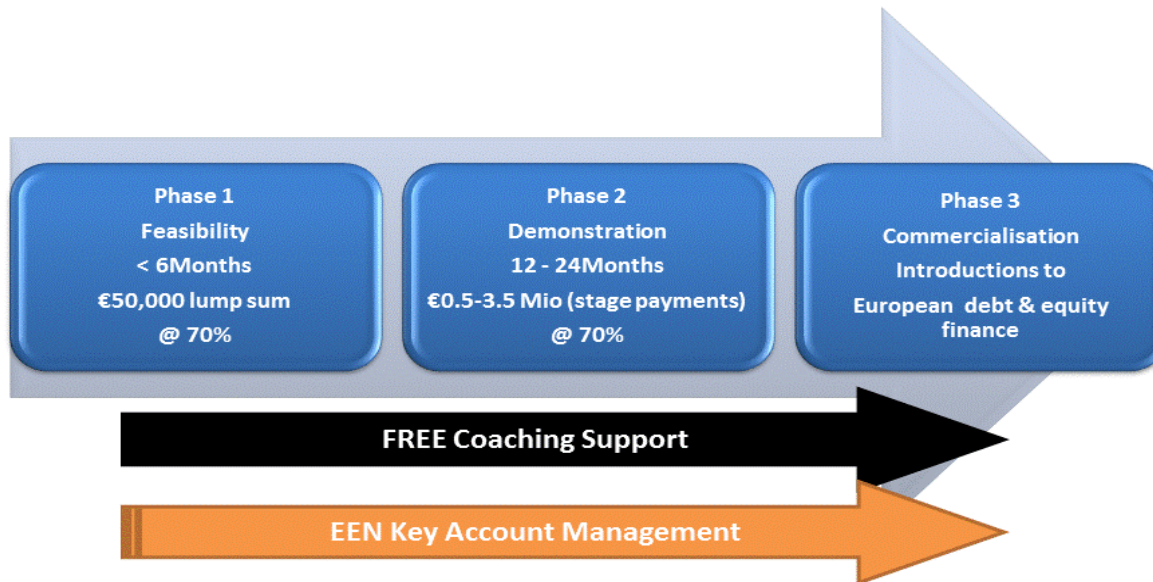 Phase 1
Feasibility
< 6Months
€50,000 lump sum
@ 70%
Phase 2
Demonstration
12 - 24Months
€0.5-3.5 Mio (stage payments)
@ 70%
Phase 3
Commercialisation
Introductions to
European debt & equity
finance
FREE Coaching Support
EEN Key Account Management